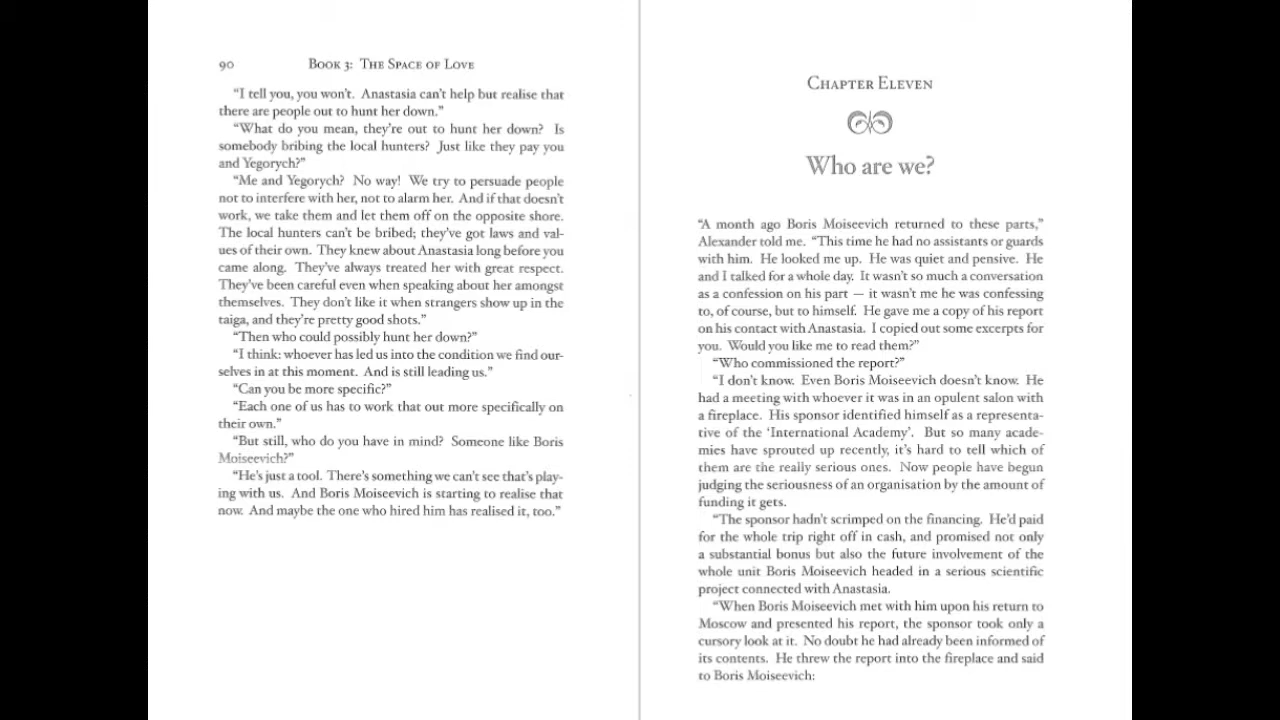 90
Book 3: The Space of Love
“I tell you, you won't. Anastasia can't help but realise that
there are people out to hunt her down.”
“What do you mean, they're out to hunt her down? Is
somebody bribing the local hunters? Just like they pay you
and Yegorych?”
“Me and Yegorych? No way! We try to persuade people
not to interfere with her, not to alarm her. And if that doesn't
work, we take them and let them off on the opposite shore.
The local hunters can't be bribed; they've got laws and val-
ues of their own. They knew about Anastasia long before you
came along. They've always treated her with great respect.
They've been careful even when speaking about her amongst
themselves. They don't like it when strangers show up in the
taiga, and they're pretty good shots.”
“Then who could possibly hunt her down?”
“I think: whoever has led us into the condition we find our-
selves in at this moment. And is still leading us.”
“Can you be more specific?”
“Each one of us has to work that out more specifically on
their own.”
“But still, who do you have in mind? Someone like Boris
Moiseevich?”
“He's just a tool. There's something we can't see that's play-
ing with us. And Boris Moiseevich is starting to realise that
now. And maybe the one who hired him has realised it, too.”
Chapter Eleven
Who are we?
“A month ago Boris Moiseevich returned to these parts,”
Alexander told me. “This time he had no assistants or guards
with him. He looked me up. He was quiet and pensive. He
and I talked for a whole day. It wasn't so much a conversation
as a confession on his part — it wasn't me he was confessing
to, of course, but to himself. He gave me a copy of his report
on his contact with Anastasia. I copied out some excerpts for
you. Would you like me to read them?”
“Who commissioned the report?”
“I don't know. Even Boris Moiseevich doesn't know. He
had a meeting with whoever it was in an opulent salon with
a fireplace. His sponsor identified himself as a representa-
tive of the ‘International Academy’. But so many acade-
mies have sprouted up recently, it's hard to tell which of
them are the really serious ones. Now people have begun
judging the seriousness of an organisation by the amount of
funding it gets.
“The sponsor hadn't scrimped on the financing. He'd paid
for the whole trip right off in cash, and promised not only
a substantial bonus but also the future involvement of the
whole unit Boris Moiseevich headed in a serious scientific
project connected with Anastasia.
“When Boris Moiseevich met with him upon his return to
Moscow and presented his report, the sponsor took only a
cursory look at it. No doubt he had already been informed of
its contents. He threw the report into the fireplace and said
to Boris Moiseevich: